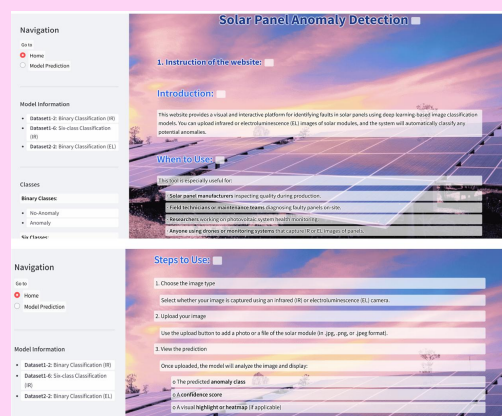 Solar Panel Anomaly Detection
Navigation
Go to
Home
Model Prediction
Model Information
Dataset1-2: Binary Classification (IR)
Dataset1-6: Six-class Classification
(IR)
Dataset2-2: Binary Classification (EL)
Classes
Binary Classes:
No-Anomaly
Anomaly
Six Classes:
1. Instruction of the website:
Introduction:
This website provides a visual and interactive platform for identifying faults in solar panels using deep learning-based image classification
models. You can upload infrared or electroluminescence (EL) images of solar modules, and the system will automatically classify any
potential anomalies.
When to Use:
This tool is especially useful for:
Solar panel manufacturers inspecting quality during production.
Field technicians or maintenance teams diagnosing faulty panels on-site.
Researchers working on photovoltaic system health monitoring
Anyone using drones or monitoring systems that capture IR or EL images of panels.
Navigation
Go to
Home
Model Prediction
Model Information
Dataset1-2: Binary Classification (IR)
Dataset1-6: Six-class Classification
(IR)
Dataset2-2: Binary Classification (EL)
Steps to Use:
1. Choose the image type
Select whether your image is captured using an infrared (IR) or electroluminescence (EL) camera.
2. Upload your image
Use the upload button to add a photo or a file of the solar module (in .jpg, .png, or .jpeg format).
3. View the prediction
Once uploaded, the model will analyze the image and display:
o The predicted anomaly class
o A confidence score
o A visual highlight or heatmap (if applicable)